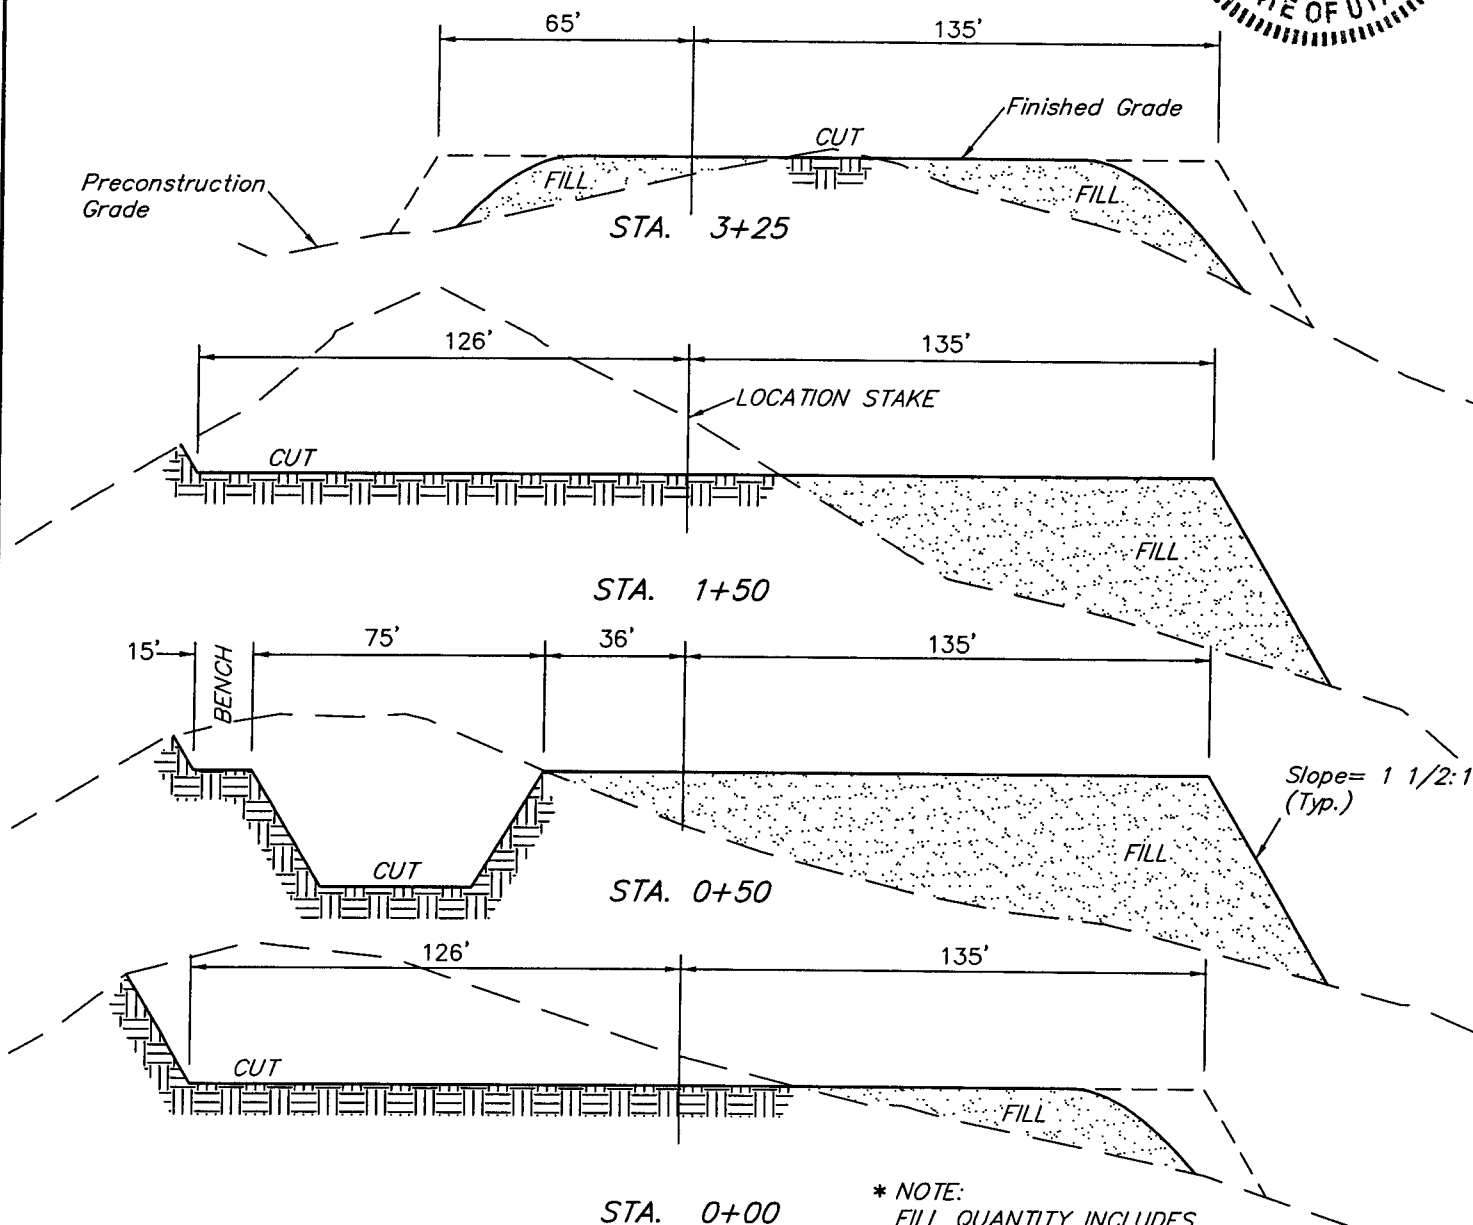 OF
65'
135'
Finished Grade
CUT
Preconstruction
Grade
FILL
FILL
STA. 3+25
126'
135'
LOCATION STAKE
CUT
FILL
STA. 1+50
15'
BENCH
75'
36'
135'
Slope= 1 1/2:1
(Typ.)
CUT
FILL
STA. 0+50
126'
135'
CUT
FILL
STA. 0+00
* NOTE:
FILL QUANTITY INCLUDES